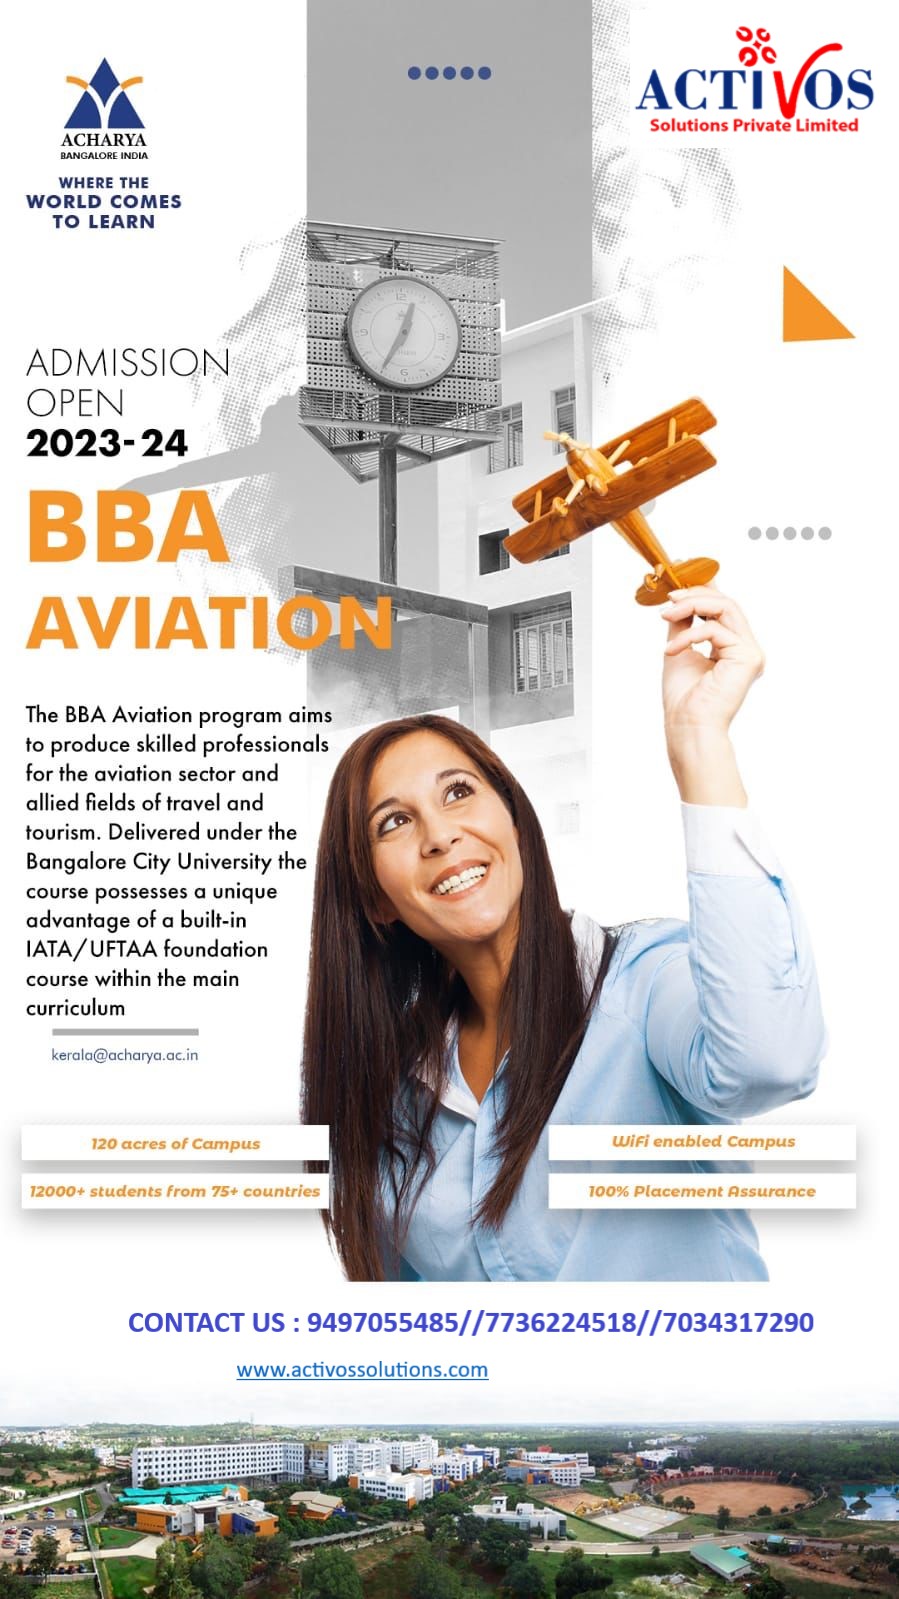 ACHARYA
BANGALORE INDIA
WHERE THE
WORLD COMES
TO LEARN
ACTIVOS
Solutions Private Limited
ADMISSION
OPEN
2023-24
BBA
AVIATION
The BBA Aviation program aims
to produce skilled professionals
for the aviation sector and
allied fields of travel and
tourism. Delivered under the
Bangalore City University the
course possesses a unique
advantage of a built-in
IATA/UFTAA foundation
course within the main
curriculum
kerala@acharya.ac.in
120 acres of Campus
WiFi enabled Campus
12000+ students from 75+ countries
100% Placement Assurance
CONTACT US : 9497055485//7736224518//7034317290
www.activossolutions.com